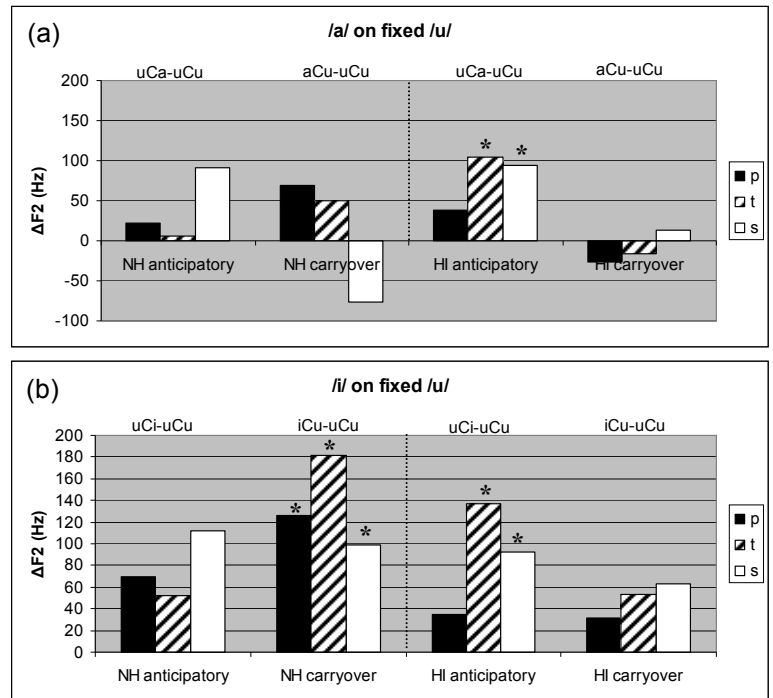 (a)
/a/ on fixed /u/
uCa-uCu aCu-uCu uCa-uCu aCu-uCu
200
150
100
50
0
-50
-100
ΔF2 (Hz)
* *
NH anticipatory NH carryover HI anticipatory HI carryover
p
t
s
(b)
/i/ on fixed /u/
uCi-uCu iCu-uCu uCi-uCu iCu-uCu
200
180
160
140
120
100
80
60
40
20
0
ΔF2 (Hz)
* * * * *
NH anticipatory NH carryover HI anticipatory HI carryover
p
t
s